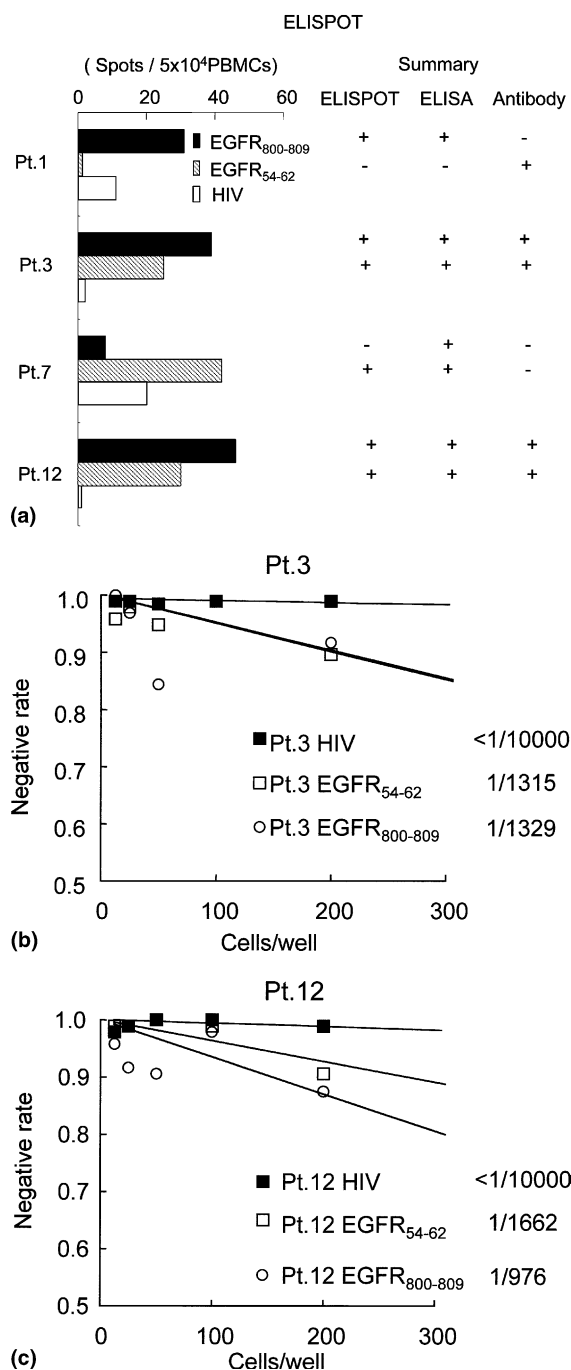 ELISPOT
( Spots / 5x10⁴PBMCs) Summary
0 20 40 60 ELISPOT ELISA Antibody
Pt.1 EGFR₈₀₀₋₈₀₉ + + -
EGFR₅₄₋₆₂ - - +
HIV
Pt.3 + + +
+ + +
Pt.7 - + -
+ + -
Pt.12 + + +
+ + +
(a)
Pt.3
1.0
0.9
0.8
0.7
0.6
0.5
Negative rate
Pt.3 HIV <1/10000
Pt.3 EGFR₅₄₋₆₂ 1/1315
Pt.3 EGFR₈₀₀₋₈₀₉ 1/1329
0 100 200 300
Cells/well
(b)
Pt.12
1.0
0.9
0.8
0.7
0.6
0.5
Negative rate
Pt.12 HIV <1/10000
Pt.12 EGFR₅₄₋₆₂ 1/1662
Pt.12 EGFR₈₀₀₋₈₀₉ 1/976
0 100 200 300
Cells/well
(c)